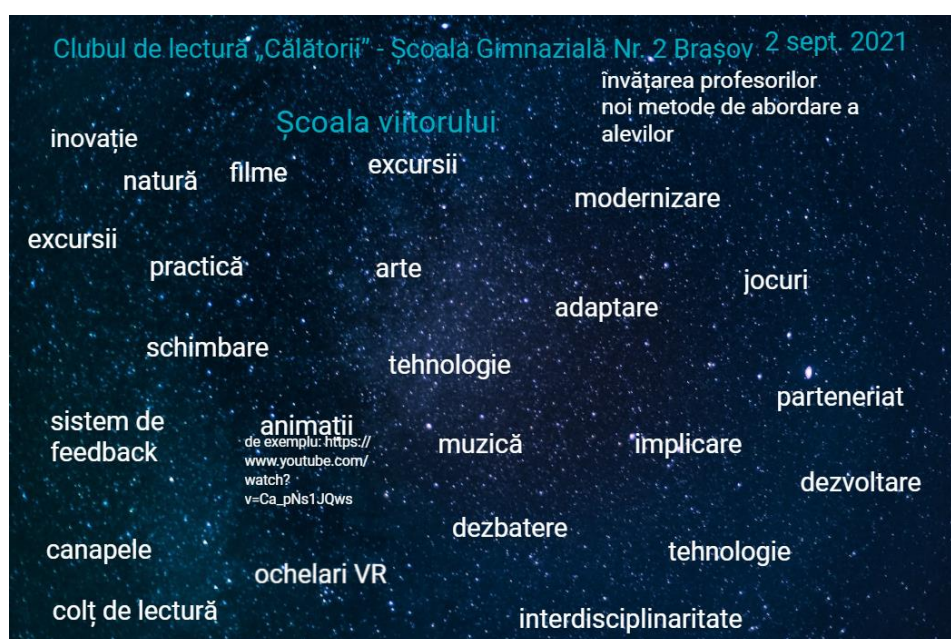 Clubul de lectură „Călătorii” - Școala Gimnazială Nr. 2 Brașov
2 sept. 2021
învățarea profesorilor
noi metode de abordare a
alevilor
Școala viitorului
inovație
natură
filme
excursii
modernizare
excursii
practică
arte
jocuri
adaptare
schimbare
tehnologie
parteneriat
sistem de
feedback
animații
de exemplu: https://
www.youtube.com/
watch?
v=Ca_pNs1JQws
muzică
implicare
dezvoltare
dezbatere
canapele
tehnologie
ochelari VR
colț de lectură
interdisciplinaritate